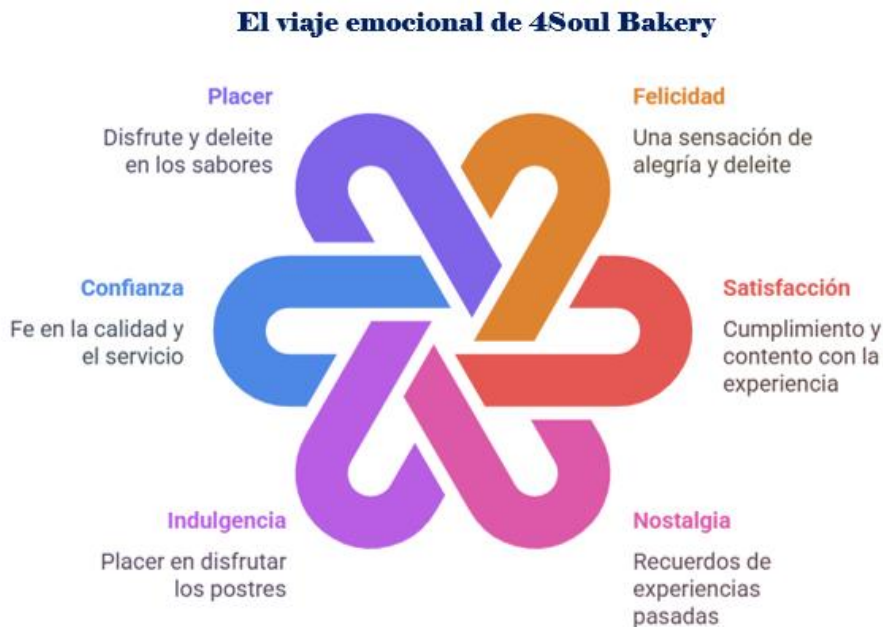 El viaje emocional de 4Soul Bakery
Placer
Disfrute y deleite
en los sabores
Felicidad
Una sensación de
alegría y deleite
Confianza
Fe en la calidad y
el servicio
Satisfacción
Cumplimiento y
contento con la
experiencia
Indulgencia
Placer en disfrutar
los postres
Nostalgia
Recuerdos de
experiencias
pasadas